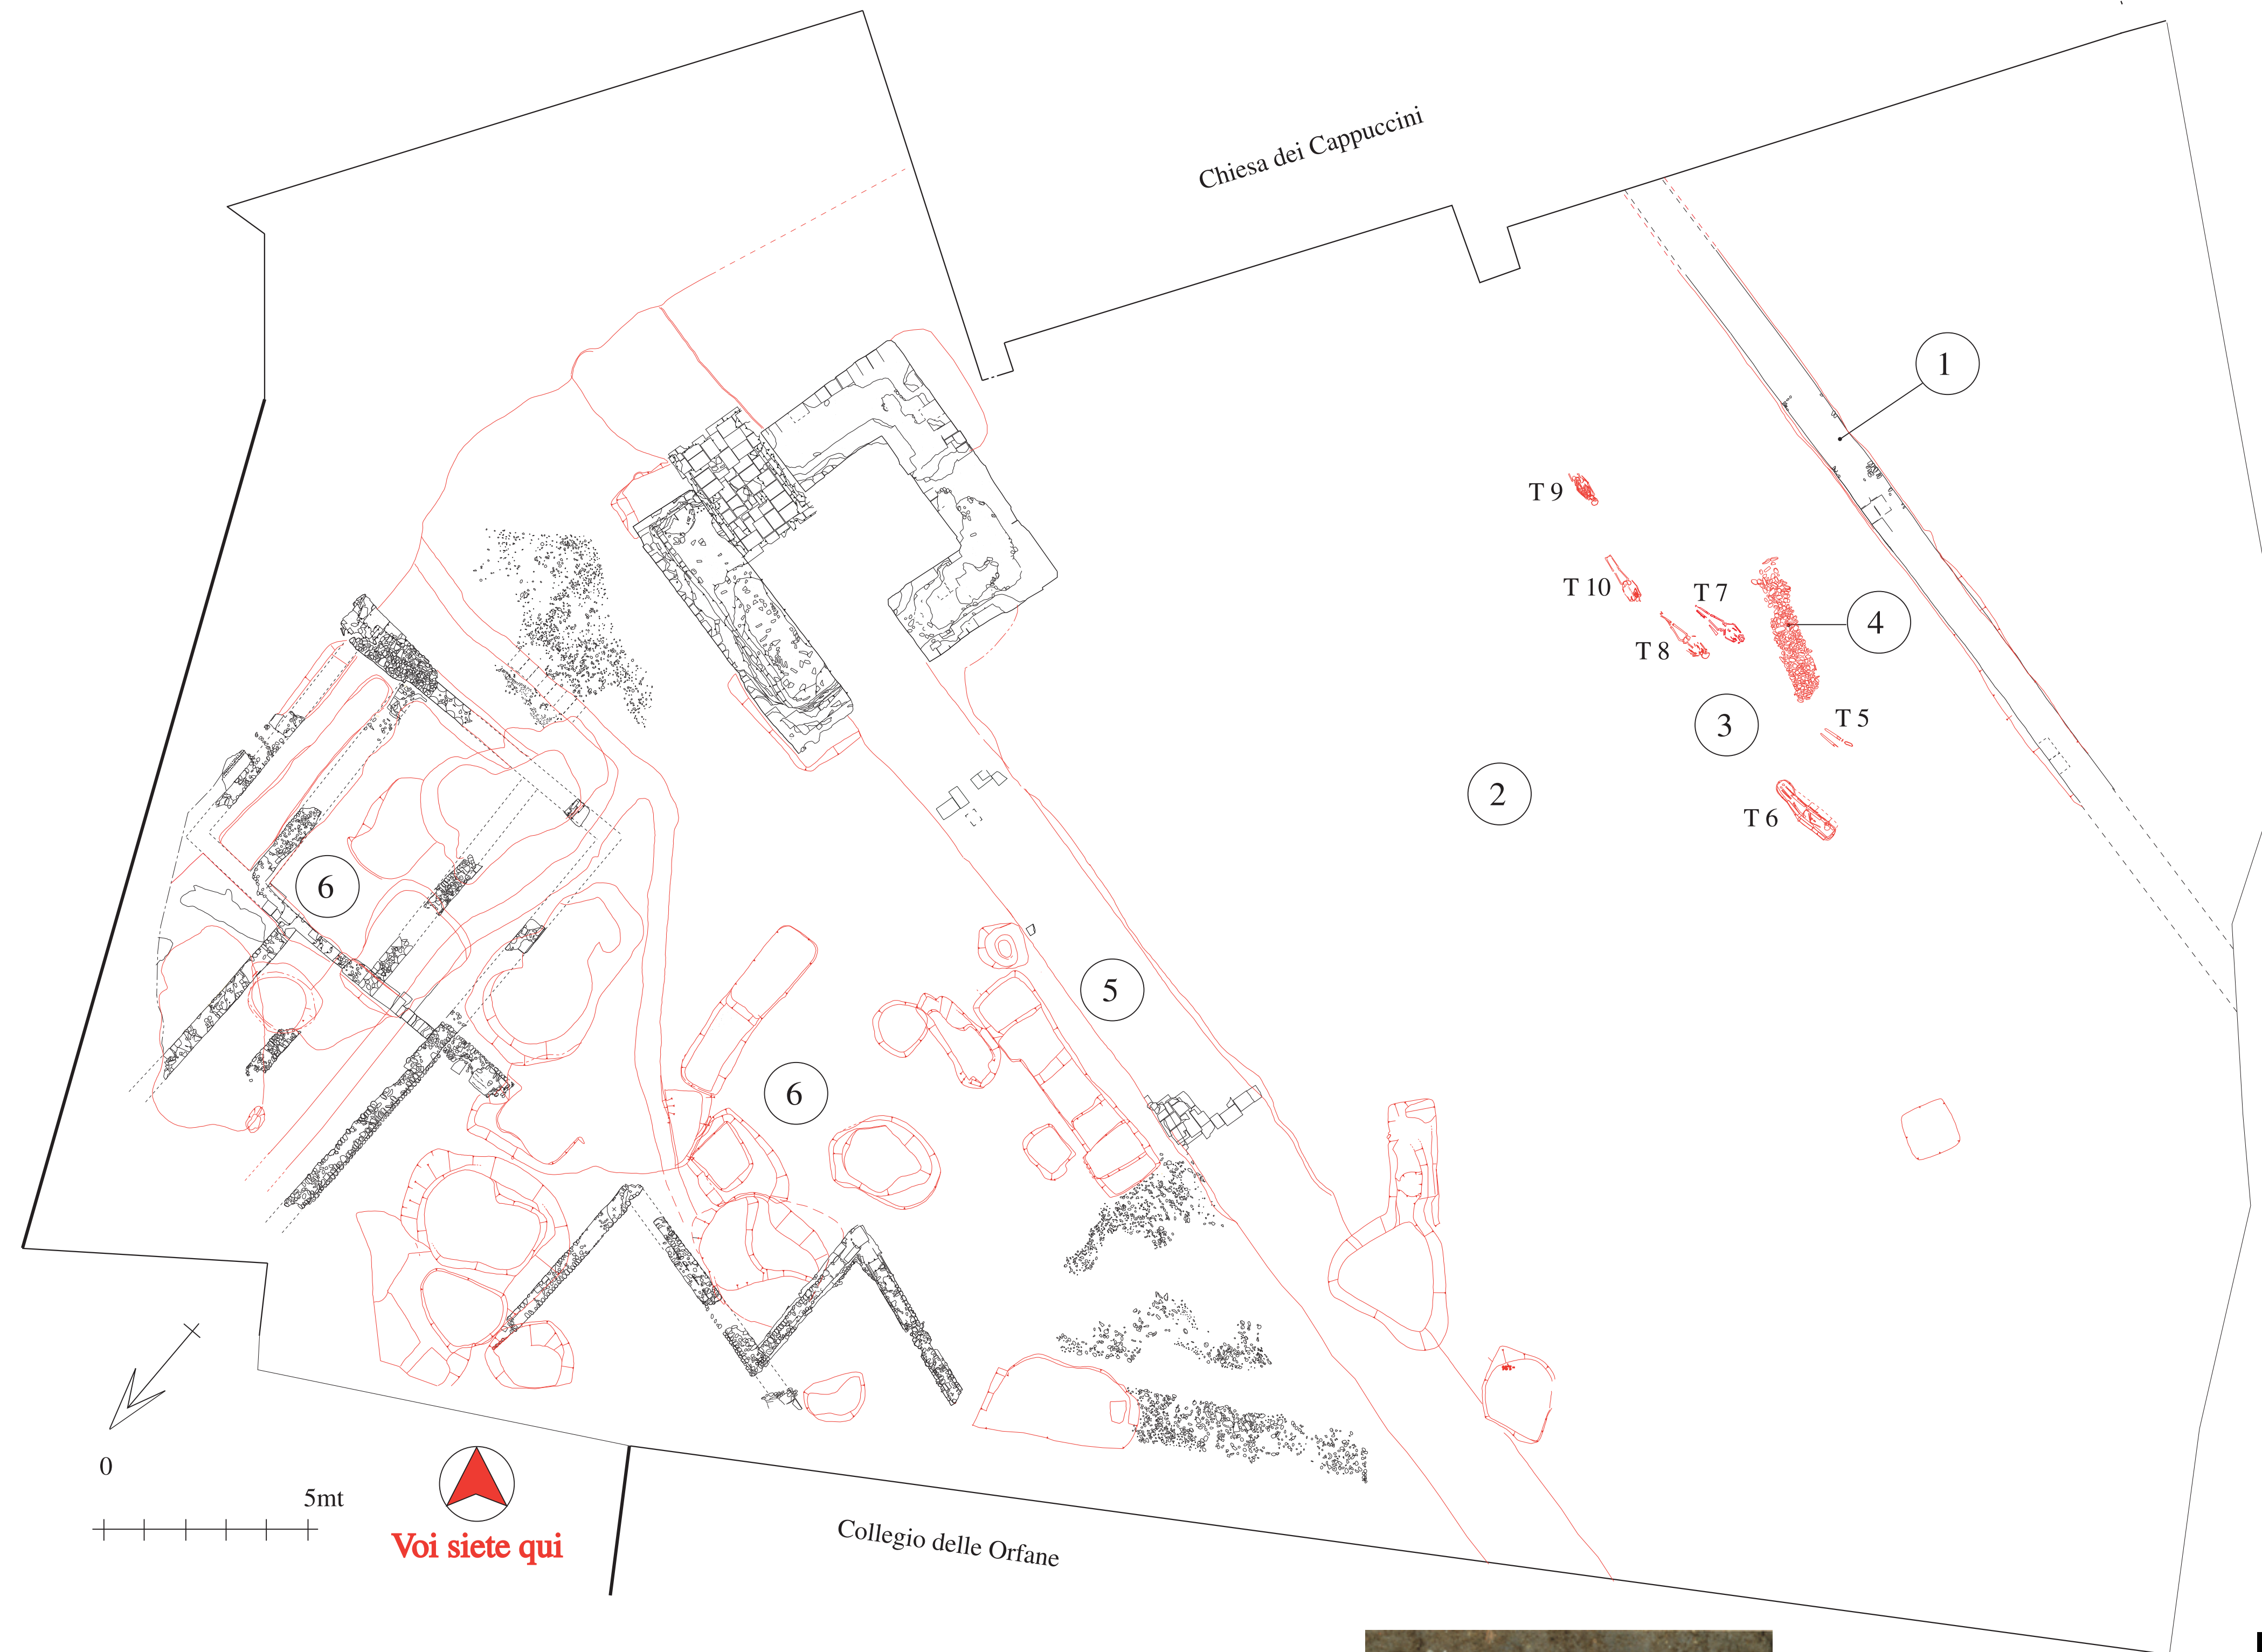 Chiesa dei Cappuccini
1
T 9
T 10
T 7
4
T 8
3
T 5
2
T 6
6
5
6
0
5mt
Voi siete qui
Collegio delle Orfane